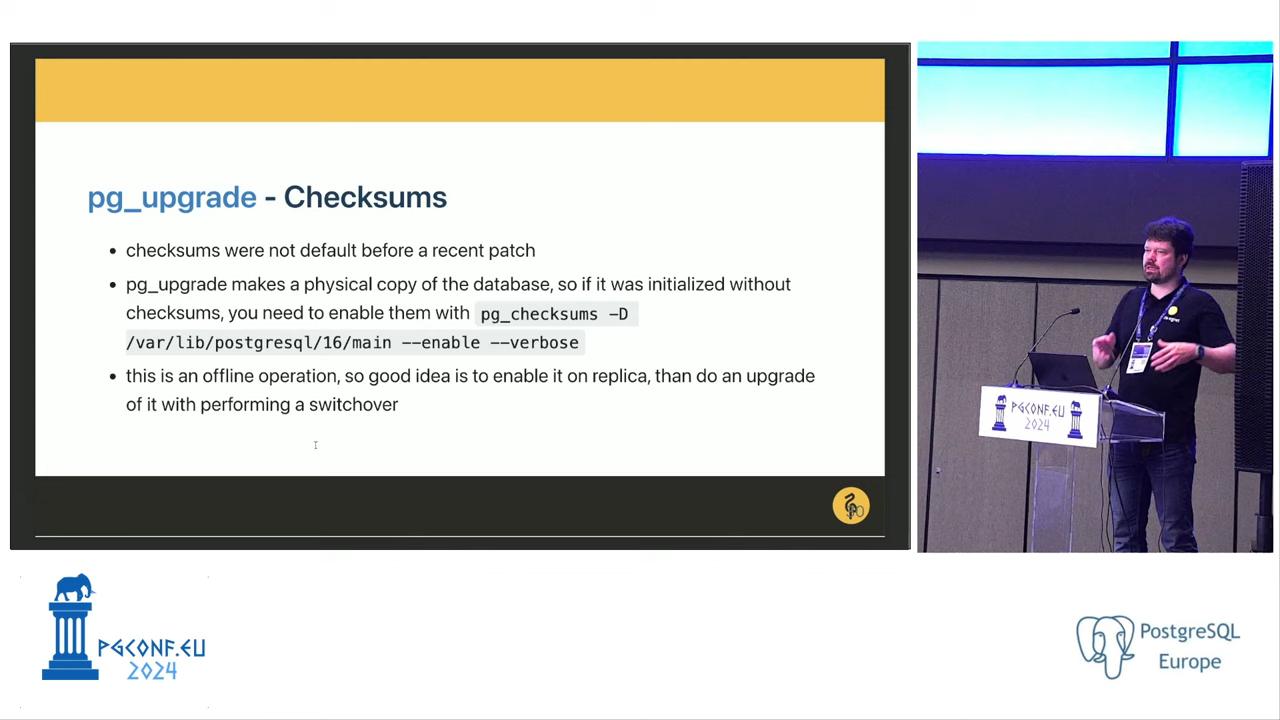 pg_upgrade - Checksums
• checksums were not default before a recent patch
• pg_upgrade makes a physical copy of the database, so if it was initialized without
checksums, you need to enable them with pg_checksums -D
/var/lib/postgresql/16/main --enable --verbose
• this is an offline operation, so good idea is to enable it on replica, than do an upgrade
of it with performing a switchover
PGCONF.EU
2024
PGCONF.EU
2024
PostgreSQL
Europe